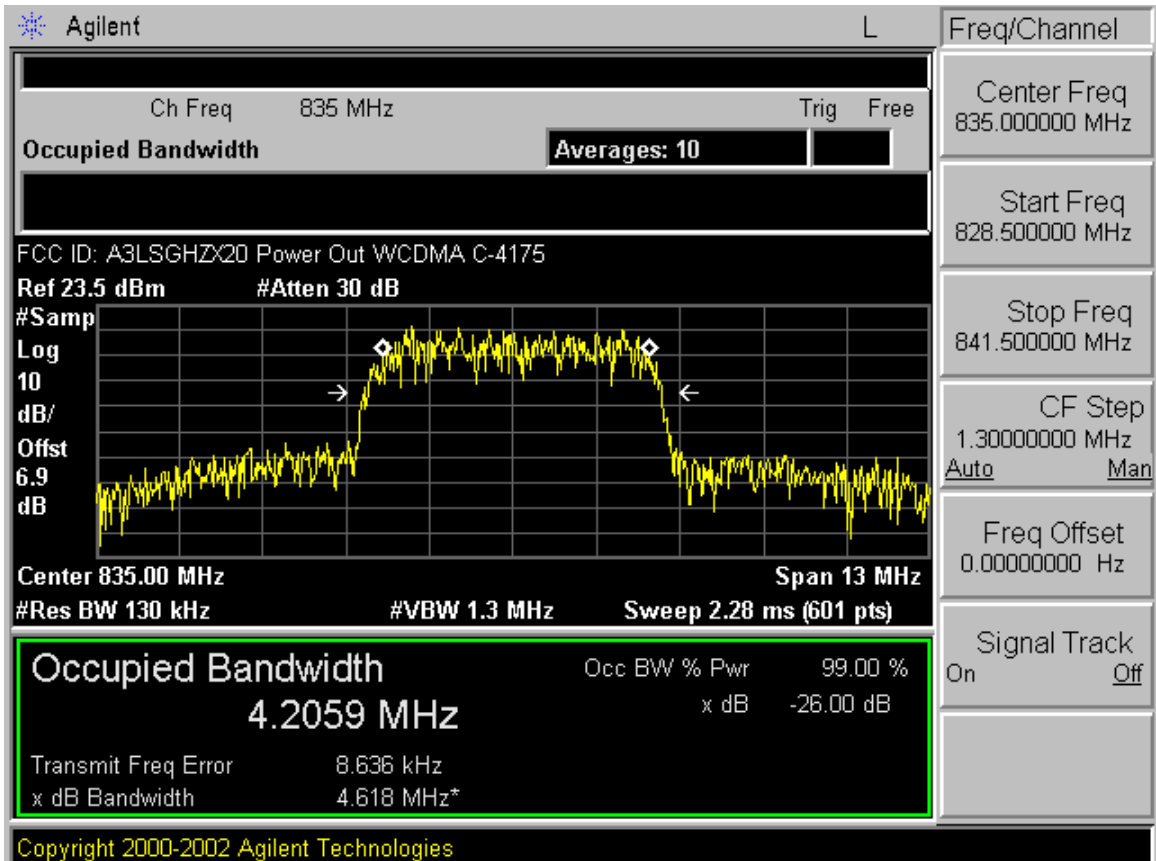 Agilent L
Ch Freq 835 MHz Trig Free
Occupied Bandwidth Averages: 10
FCC ID: A3LSGHZX20 Power Out WCDMA C-4175
Ref 23.5 dBm #Atten 30 dB
#Samp
Log
10
dB/
Offst
6.9
dB
Center 835.00 MHz Span 13 MHz
#Res BW 130 kHz #VBW 1.3 MHz Sweep 2.28 ms (601 pts)
Occupied Bandwidth Occ BW % Pwr 99.00 %
4.2059 MHz x dB -26.00 dB
Transmit Freq Error 8.636 kHz
x dB Bandwidth 4.618 MHz*
Copyright 2000-2002 Agilent Technologies
Freq/Channel
Center Freq
835.000000 MHz
Start Freq
828.500000 MHz
Stop Freq
841.500000 MHz
CF Step
1.30000000 MHz
Auto Man
Freq Offset
0.00000000 Hz
Signal Track
On Off